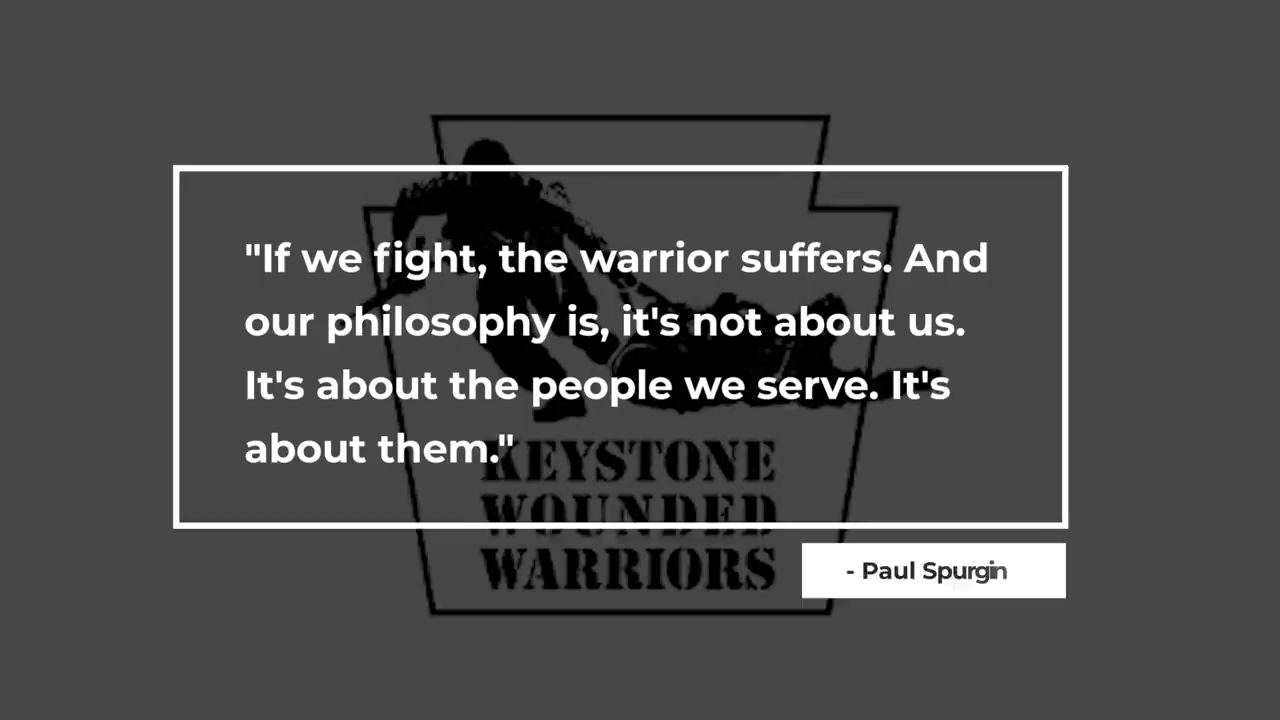 "If we fight, the warrior suffers. And
our philosophy is, it's not about us.
It's about the people we serve. It's
about them."
KEYSTONE
WOUNDED
WARRIORS
- Paul Spurgin